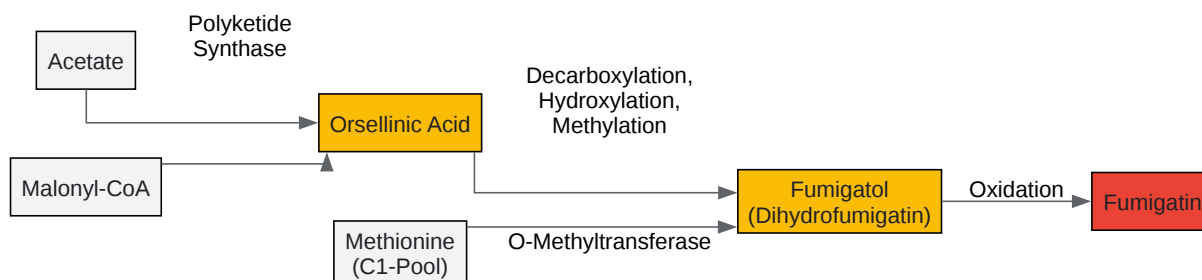 Polyketide
Synthase
Acetate
Decarboxylation,
Hydroxylation,
Methylation
Orsellinic Acid
Malonyl-CoA
Fumigatol
(Dihydrofumigatin)
Oxidation
Fumigatin
Methionine
(C1-Pool)
O-Methyltransferase